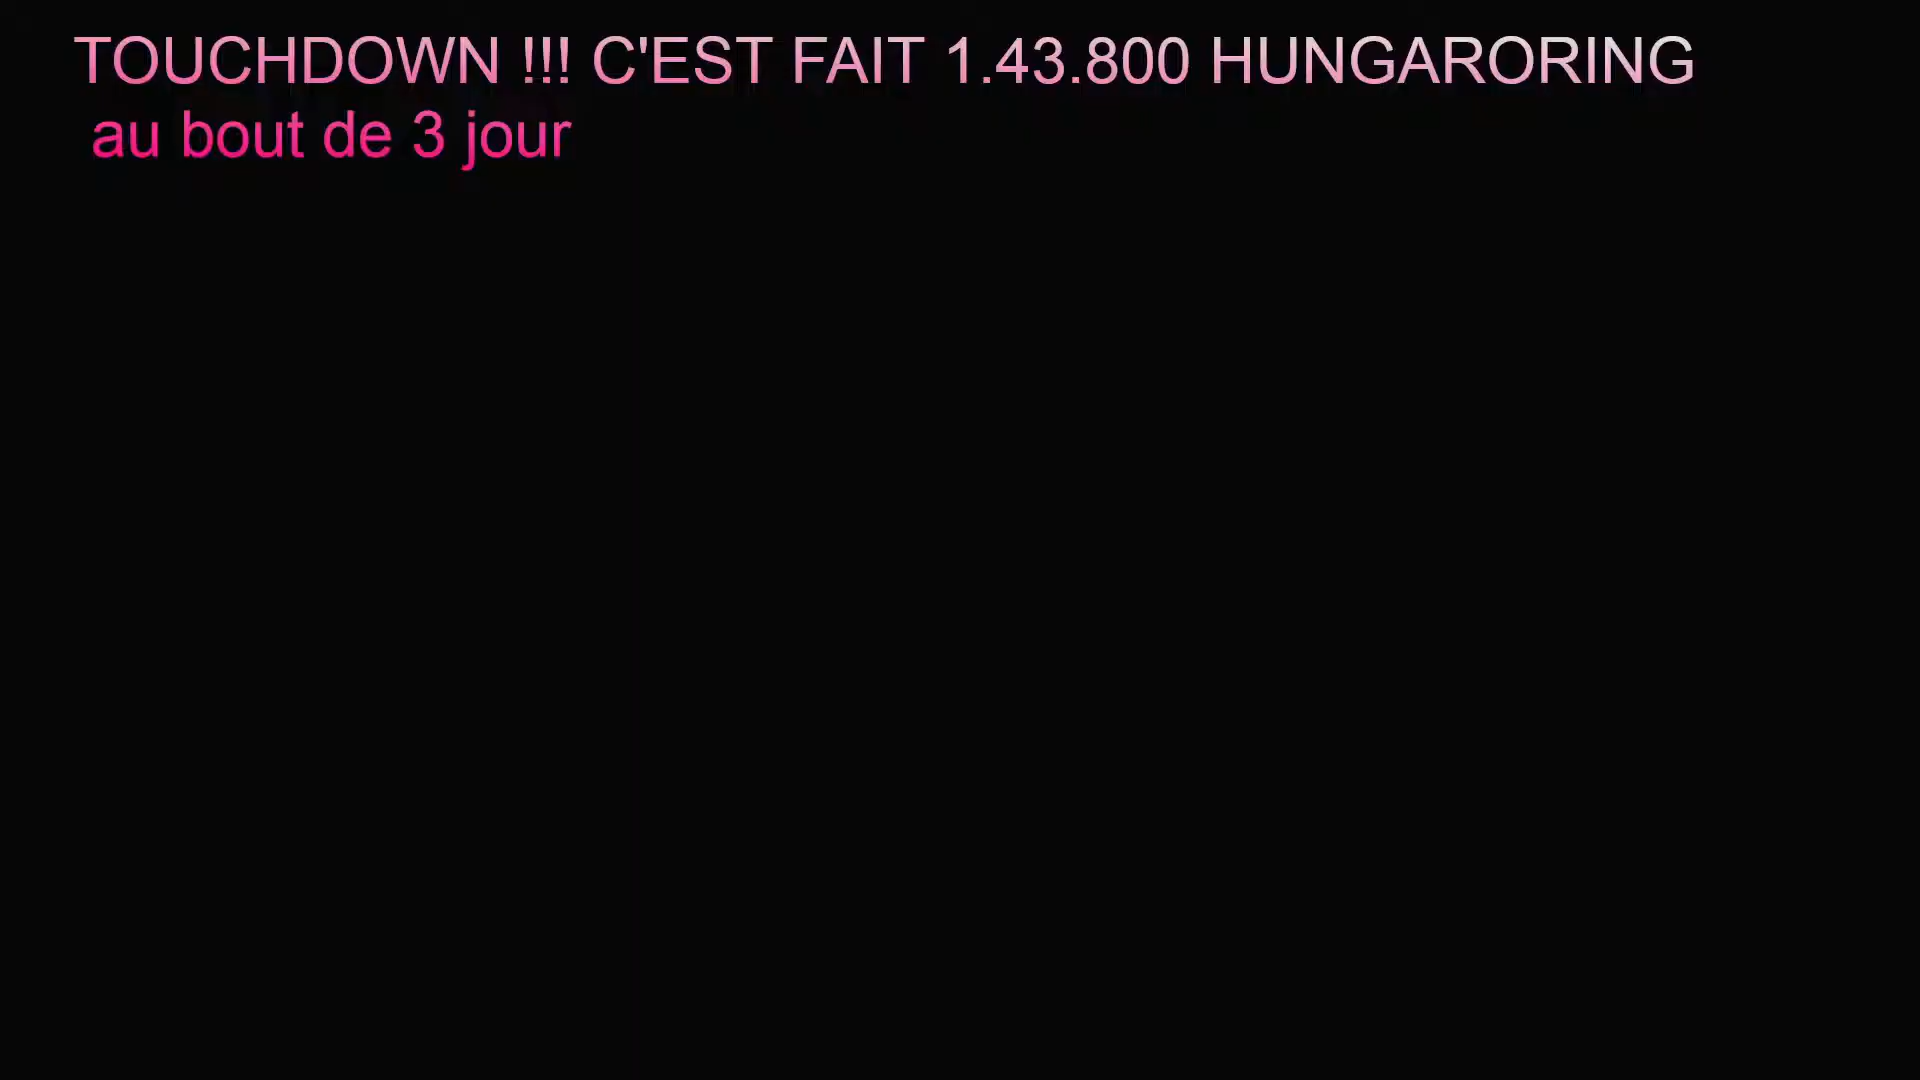 TOUCHDOWN !!! C'EST FAIT 1.43.800 HUNGARORING
au bout de 3 jour